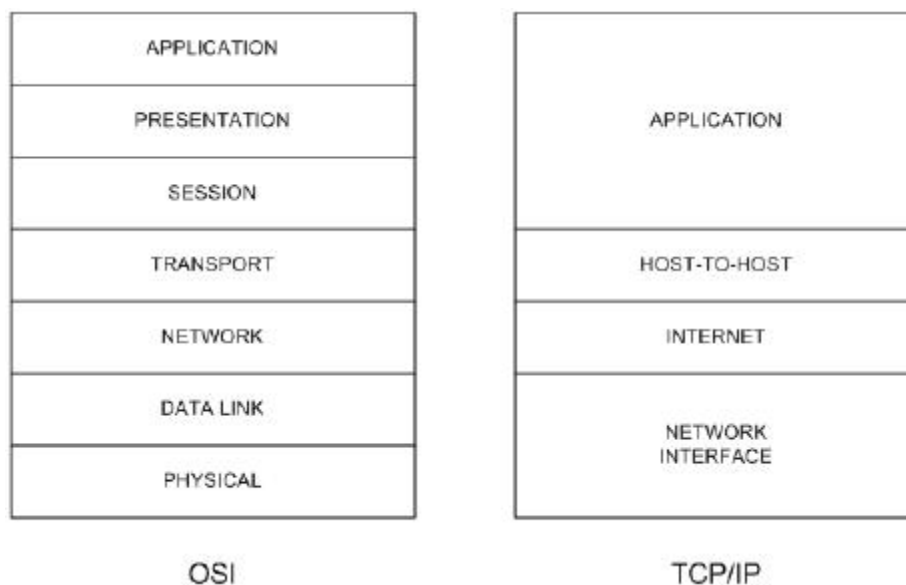 APPLICATION
PRESENTATION
SESSION
TRANSPORT
NETWORK
DATA LINK
PHYSICAL
OSI
APPLICATION
HOST-TO-HOST
INTERNET
NETWORK
INTERFACE
TCP/IP